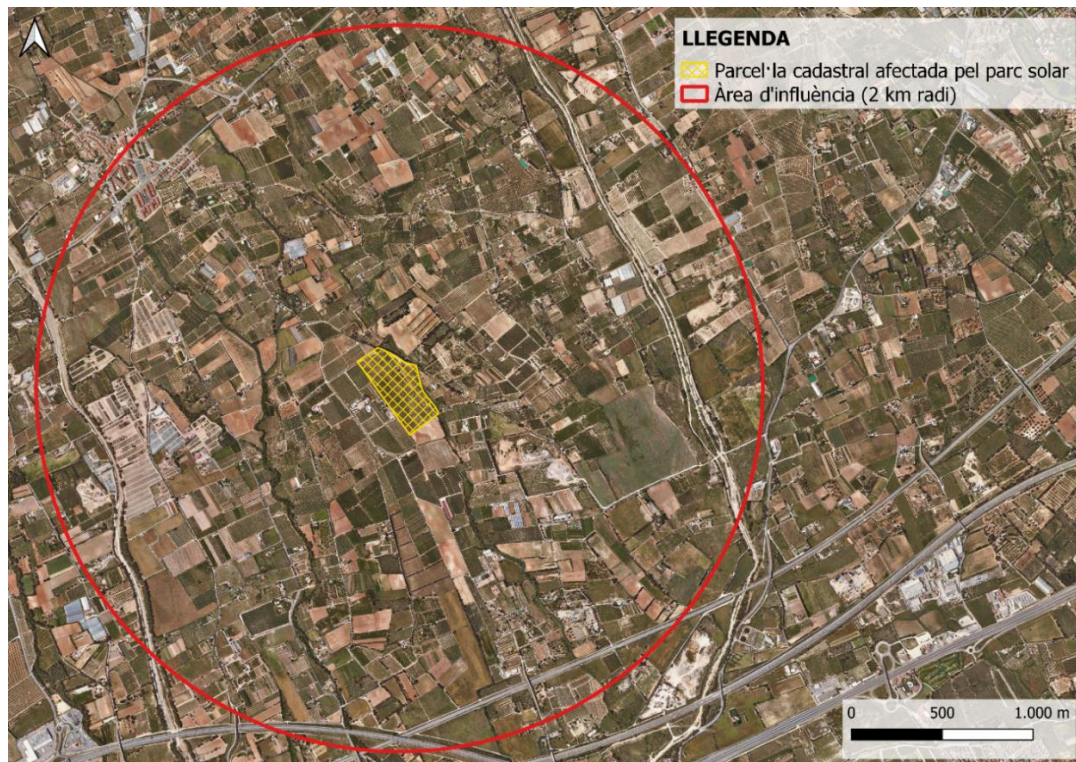 LLEGENDA
Parcel·la cadastral afectada pel parc solar
Àrea d'influència (2 km radi)
0 500 1.000 m